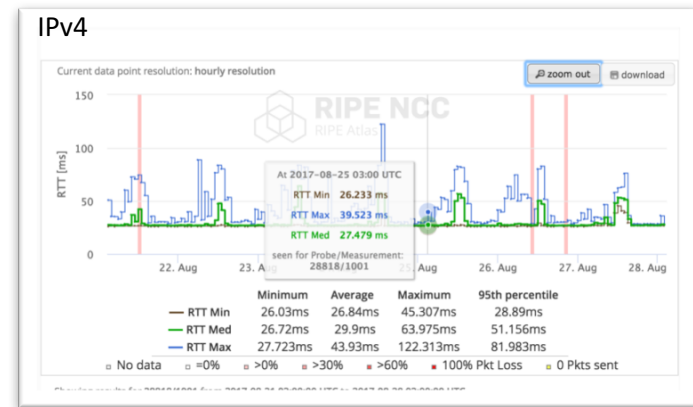 IPv4
Current data point resolution: hourly resolution
zoom out
download
RIPE NCC
RIPE Atlas
150
100
50
0
RTT [ms]
At 2017-08-25 03:00 UTC
RTT Min 26.233 ms
RTT Max 39.523 ms
RTT Med 27.479 ms
seen for Probe/Measurement:
28818/1001
22. Aug 23. A 25. Aug 26. Aug 27. Aug 28. Aug
Minimum Average Maximum 95th percentile
RTT Min 26.03ms 26.84ms 45.307ms 28.89ms
RTT Med 26.72ms 29.9ms 63.975ms 51.156ms
RTT Max 27.723ms 43.93ms 122.313ms 81.983ms
No data =0% >0% >30% >60% 100% Pkt Loss 0 Pkts sent